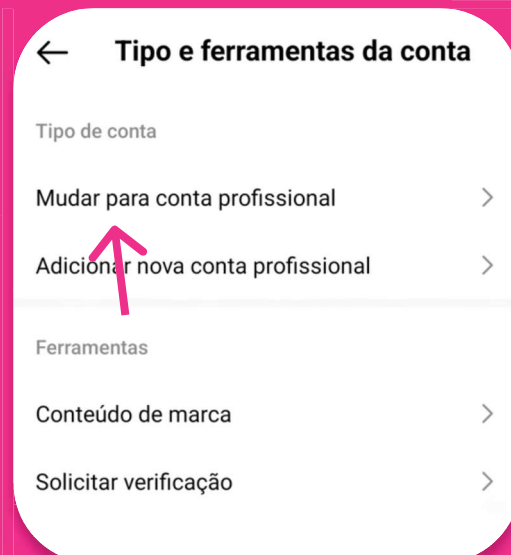 Tipo e ferramentas da conta
Tipo de conta
Mudar para conta profissional
Adicionar nova conta profissional
Ferramentas
Conteúdo de marca
Solicitar verificação